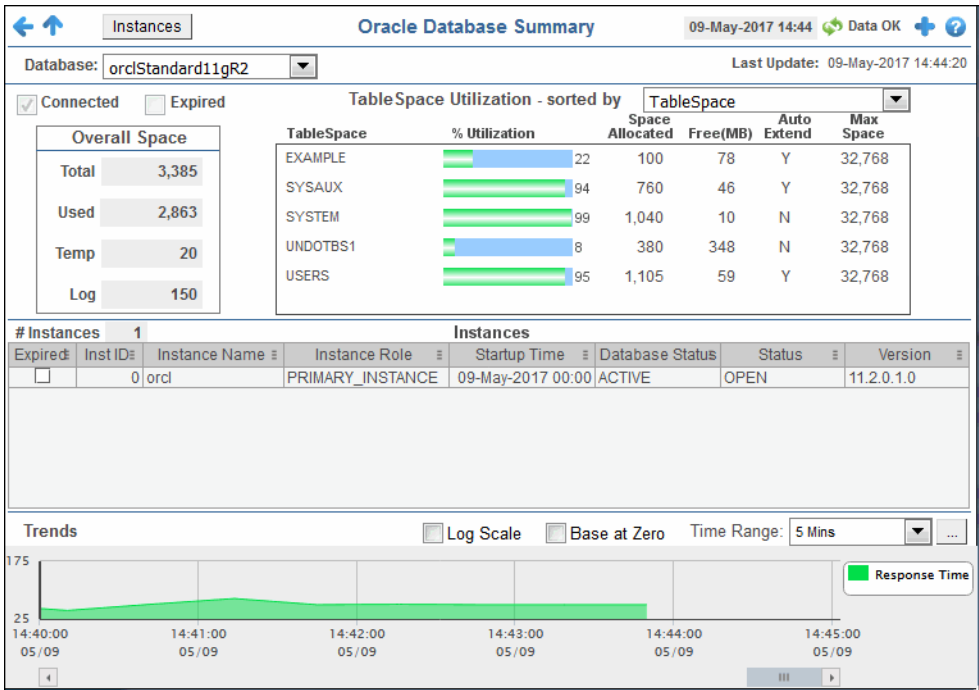 Instances Oracle Database Summary 09-May-2017 14:44 Data OK
Database: orclStandard11gR2 Last Update: 09-May-2017 14:44:20
Connected Expired TableSpace Utilization - sorted by TableSpace
Overall Space
Total 3,385
Used 2,863
Temp 20
Log 150
TableSpace % Utilization Space Allocated Free(MB) Auto Extend Max Space
EXAMPLE 22 100 78 Y 32,768
SYSAUX 94 760 46 Y 32,768
SYSTEM 99 1,040 10 N 32,768
UNDOTBS1 8 380 348 N 32,768
USERS 95 1,105 59 Y 32,768
# Instances 1 Instances
Expired Inst ID Instance Name Instance Role Startup Time Database Status Status Version
0 orcl PRIMARY_INSTANCE 09-May-2017 00:00 ACTIVE OPEN 11.2.0.1.0
Trends Log Scale Base at Zero Time Range: 5 Mins ...
175
25
Response Time
14:40:00 14:41:00 14:42:00 14:43:00 14:44:00 14:45:00
05/09 05/09 05/09 05/09 05/09 05/09